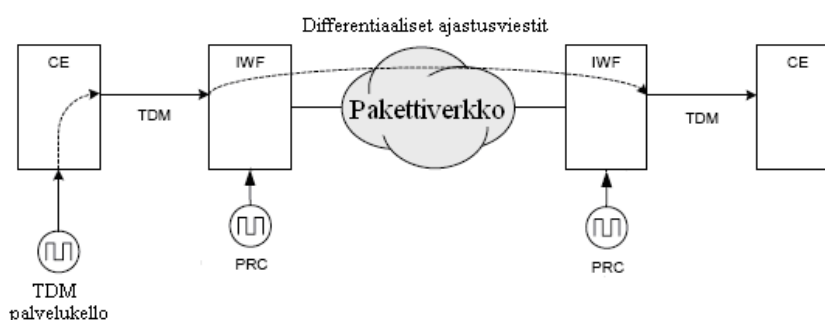 Differentiaaliset ajastusviestit
CE
IWF
IWF
CE
Pakettiverkko
TDM
TDM
PRC
PRC
TDM
palvelukello